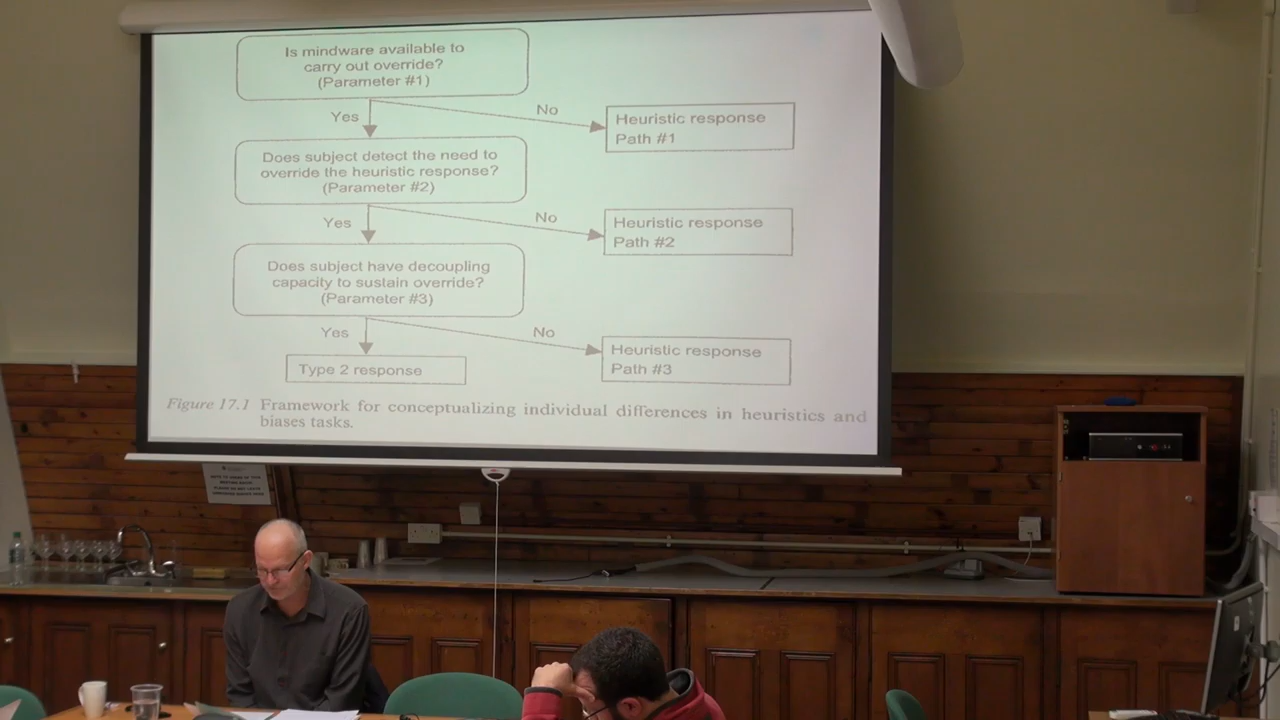 Is mindware available to
carry out override?
(Parameter #1)
Yes
No
Heuristic response
Path #1
Does subject detect the need to
override the heuristic response?
(Parameter #2)
Yes
No
Heuristic response
Path #2
Does subject have decoupling
capacity to sustain override?
(Parameter #3)
Yes
No
Heuristic response
Path #3
Type 2 response
Figure 17.1 Framework for conceptualizing individual differences in heuristics and
biases tasks.